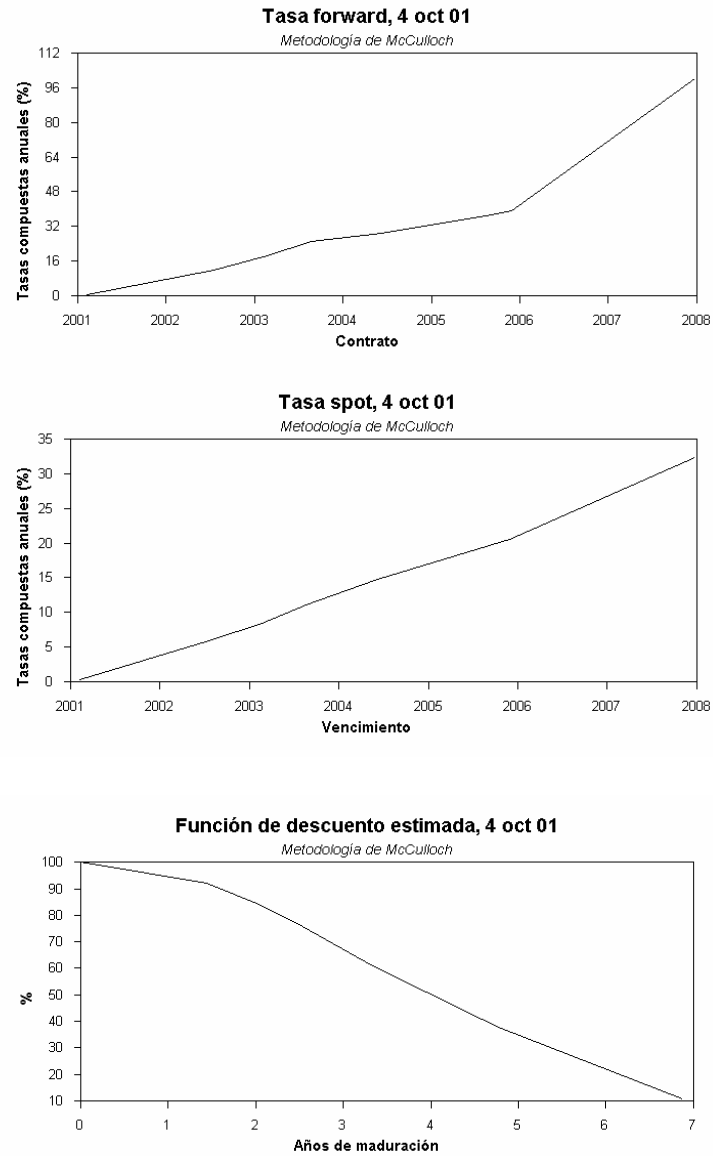 Tasa forward, 4 oct 01
Metodología de McCulloch
Tasas compuestas anuales (%)
112
96
80
64
48
32
16
0
2001 2002 2003 2004 2005 2006 2007 2008
Contrato
Tasa spot, 4 oct 01
Metodología de McCulloch
Tasas compuestas anuales (%)
35
30
25
20
15
10
5
0
2001 2002 2003 2004 2005 2006 2007 2008
Vencimiento
Función de descuento estimada, 4 oct 01
Metodología de McCulloch
%
100
90
80
70
60
50
40
30
20
10
0 1 2 3 4 5 6 7
Años de maduración